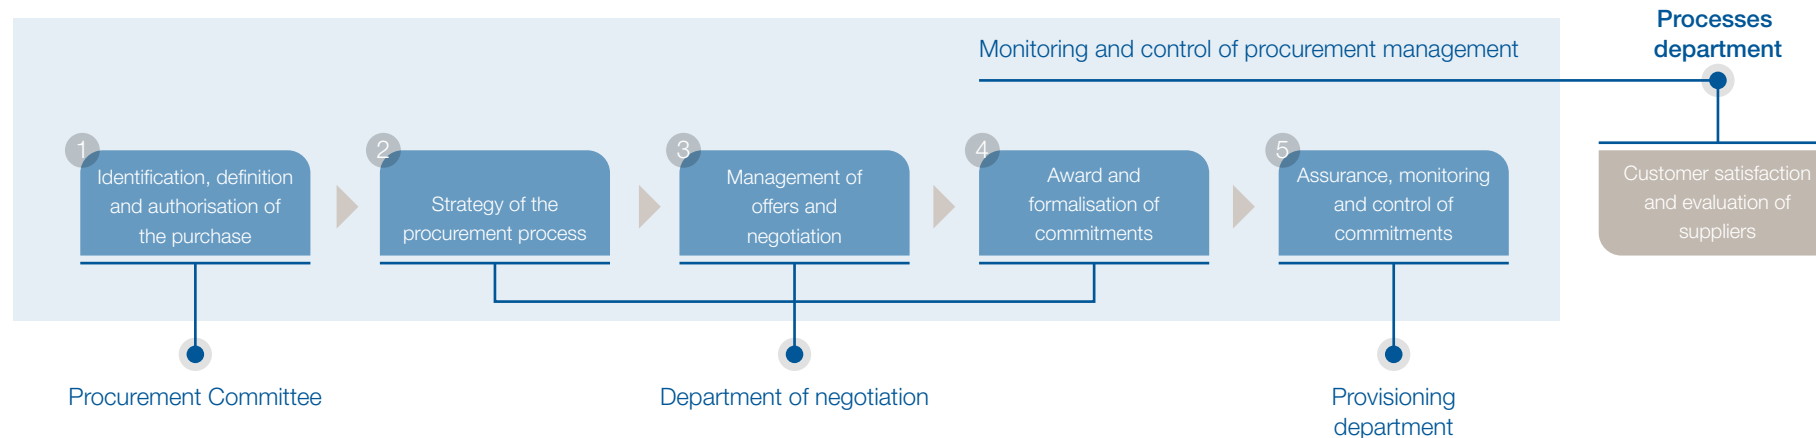 Processes
department
Monitoring and control of procurement management
1
Identification, definition
and authorisation of
the purchase
2
Strategy of the
procurement process
3
Management of
offers and
negotiation
4
Award and
formalisation of
commitments
5
Assurance, monitoring
and control of
commitments
Customer satisfaction
and evaluation of
suppliers
Procurement Committee
Department of negotiation
Provisioning
department